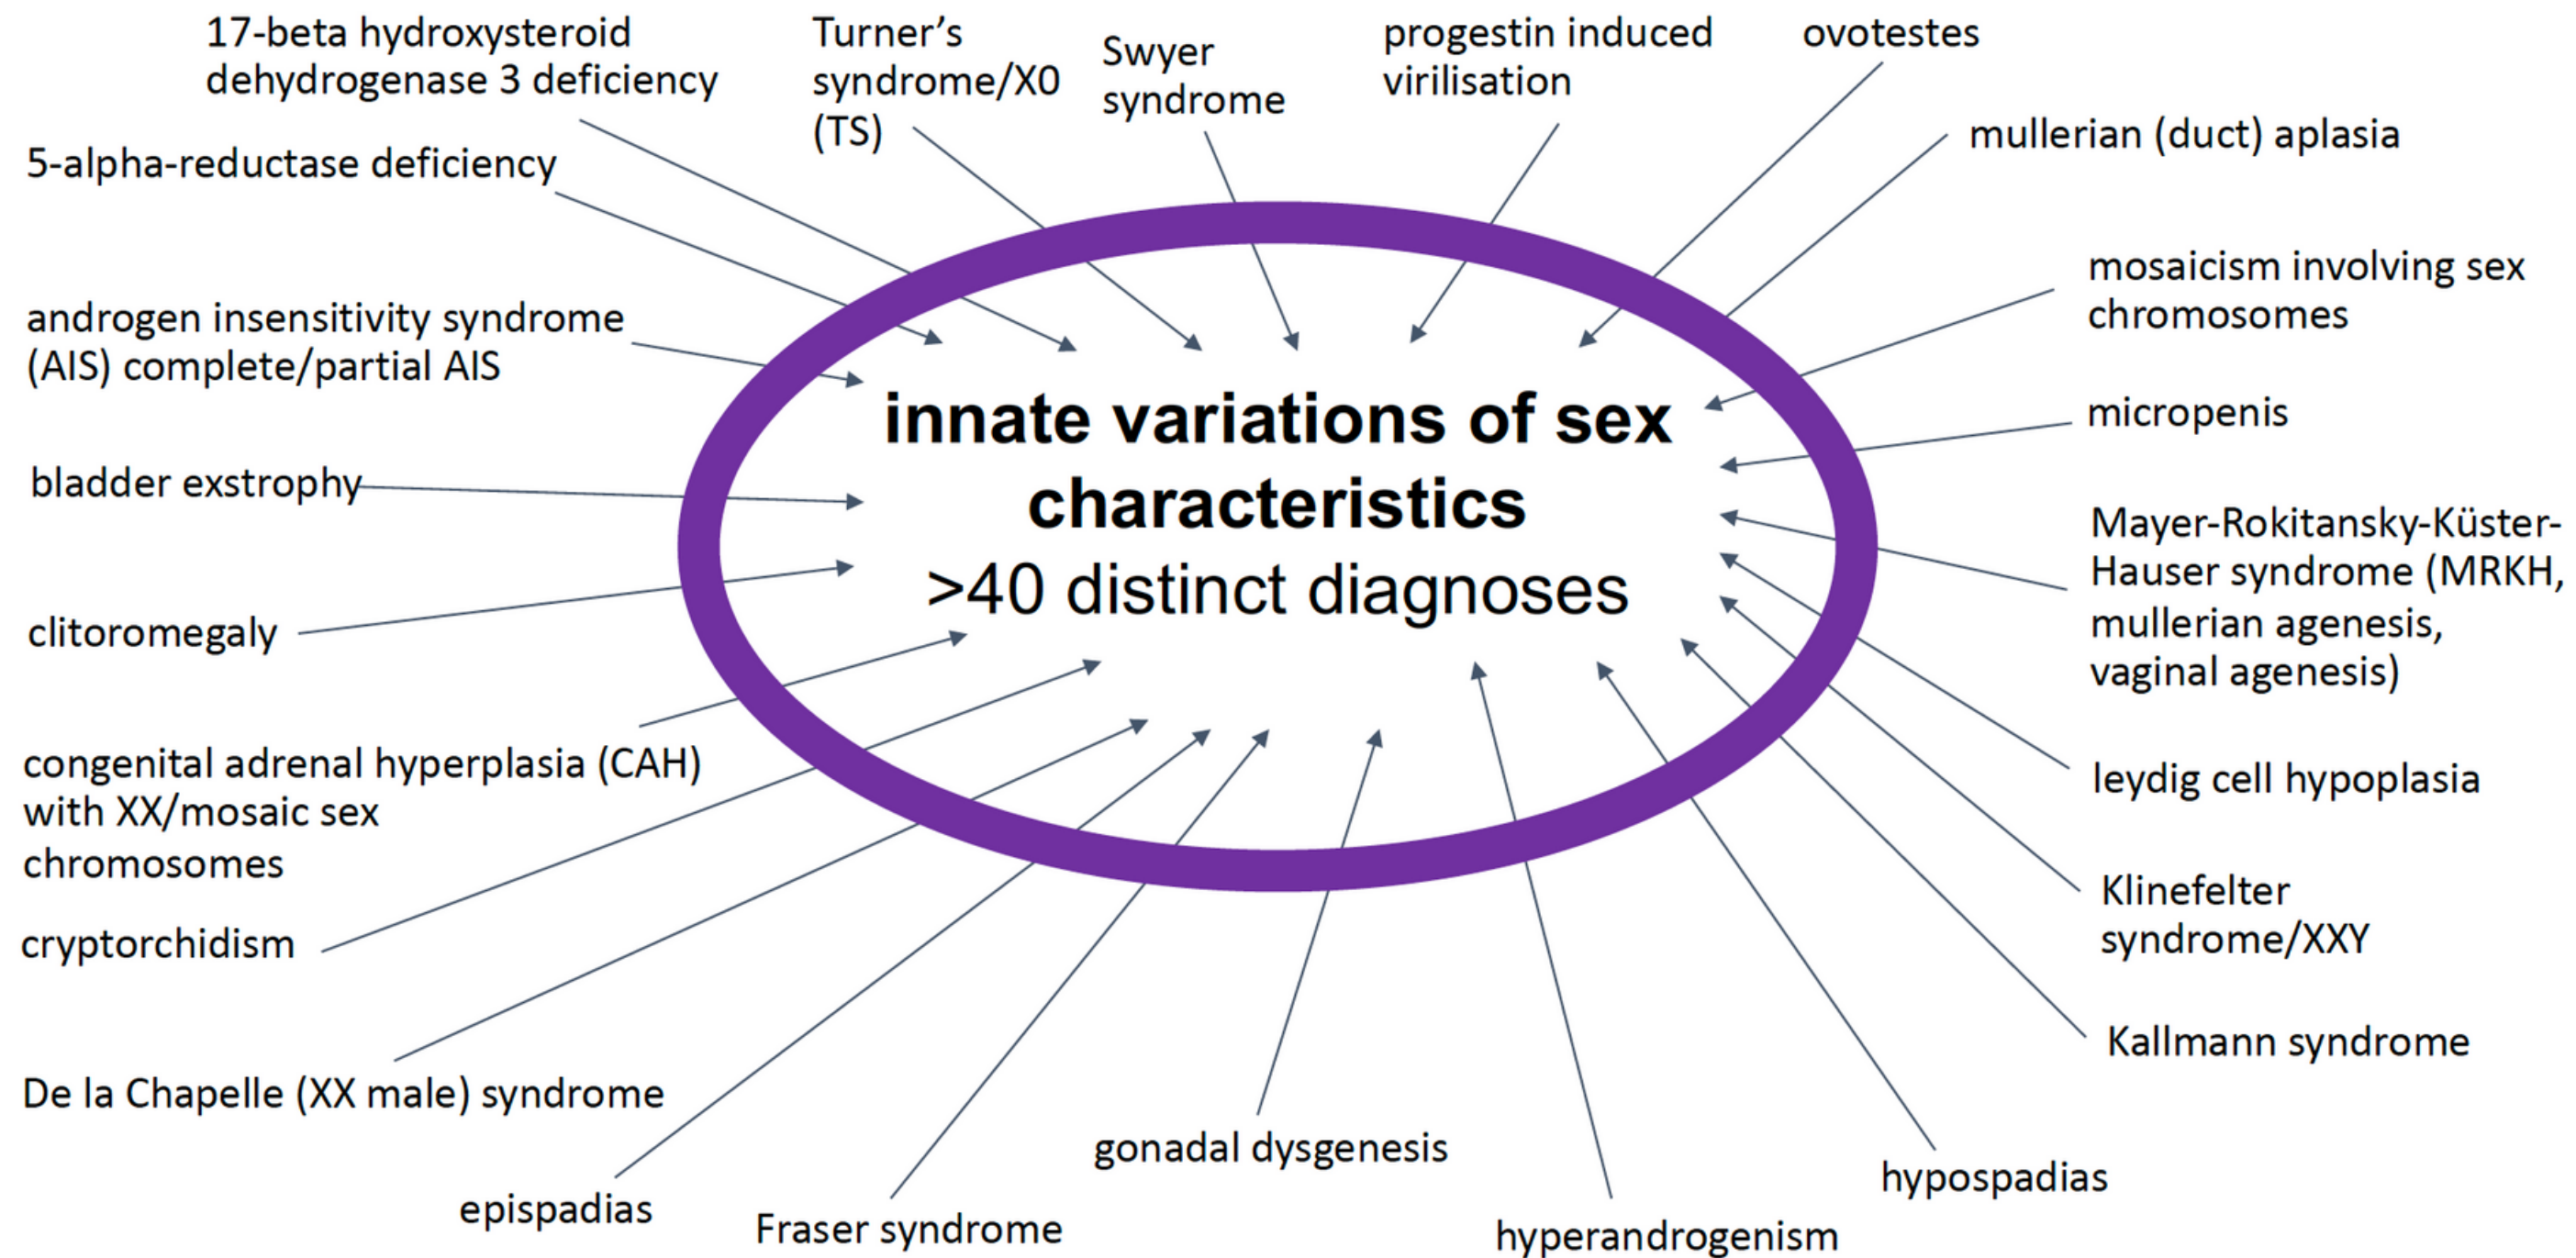 17-beta hydroxysteroid
dehydrogenase 3 deficiency
Turner’s
syndrome/X0
(TS)
Swyer
syndrome
progestin induced
virilisation
ovotestes
mullerian (duct) aplasia
5-alpha-reductase deficiency
mosaicism involving sex
chromosomes
androgen insensitivity syndrome
(AIS) complete/partial AIS
micropenis
innate variations of sex
characteristics
>40 distinct diagnoses
bladder exstrophy
Mayer-Rokitansky-Küster-
Hauser syndrome (MRKH,
mullerian agenesis,
vaginal agenesis)
clitoromegaly
congenital adrenal hyperplasia (CAH)
with XX/mosaic sex
chromosomes
leydig cell hypoplasia
Klinefelter
syndrome/XXY
cryptorchidism
Kallmann syndrome
De la Chapelle (XX male) syndrome
gonadal dysgenesis
hypospadias
epispadias
Fraser syndrome
hyperandrogenism